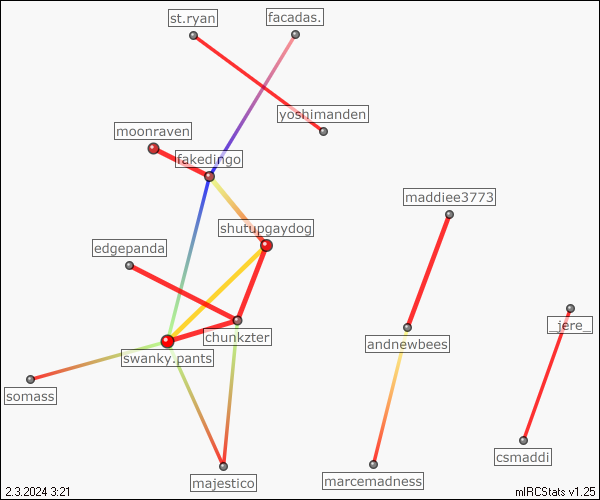 st.ryan
facadas.
yoshimanden
moonraven
fakedingo
maddiee3773
shutupgaydog
edgepanda
_jere_
chunkzter
andnewbees
swanky.pants
somass
csmaddi
majestico
marcemadness
2.3.2024 3:21
mIRCStats v1.25